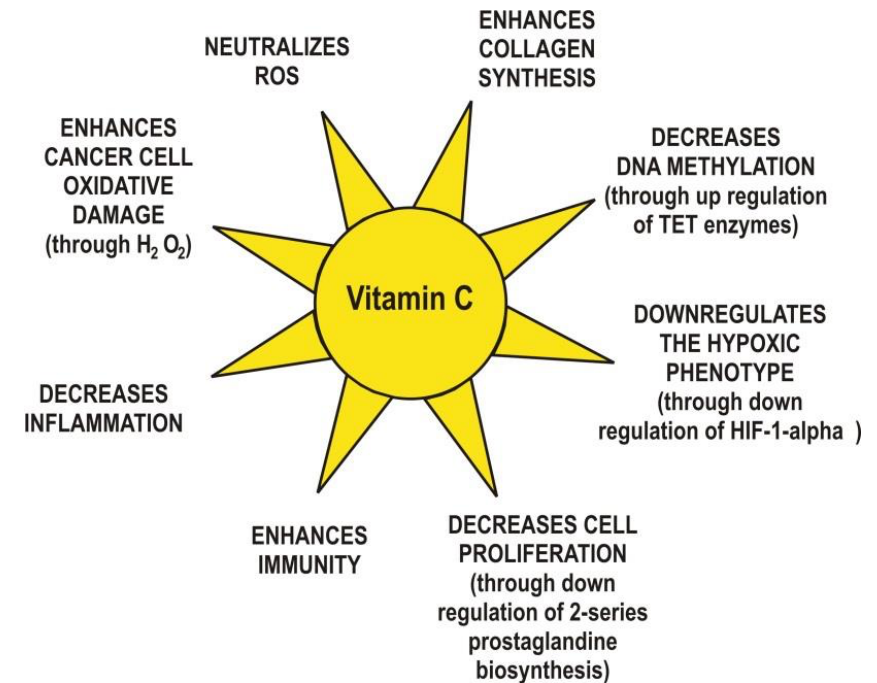 ENHANCES
COLLAGEN
SYNTHESIS
NEUTRALIZES
ROS
ENHANCES
CANCER CELL
OXIDATIVE
DAMAGE
(through H₂ O₂)
DECREASES
DNA METHYLATION
(through up regulation
of TET enzymes)
Vitamin C
DOWNREGULATES
THE HYPOXIC
PHENOTYPE
(through down
regulation of HIF-1-alpha )
DECREASES
INFLAMMATION
ENHANCES
IMMUNITY
DECREASES CELL
PROLIFERATION
(through down
regulation of 2-series
prostaglandine
biosynthesis)